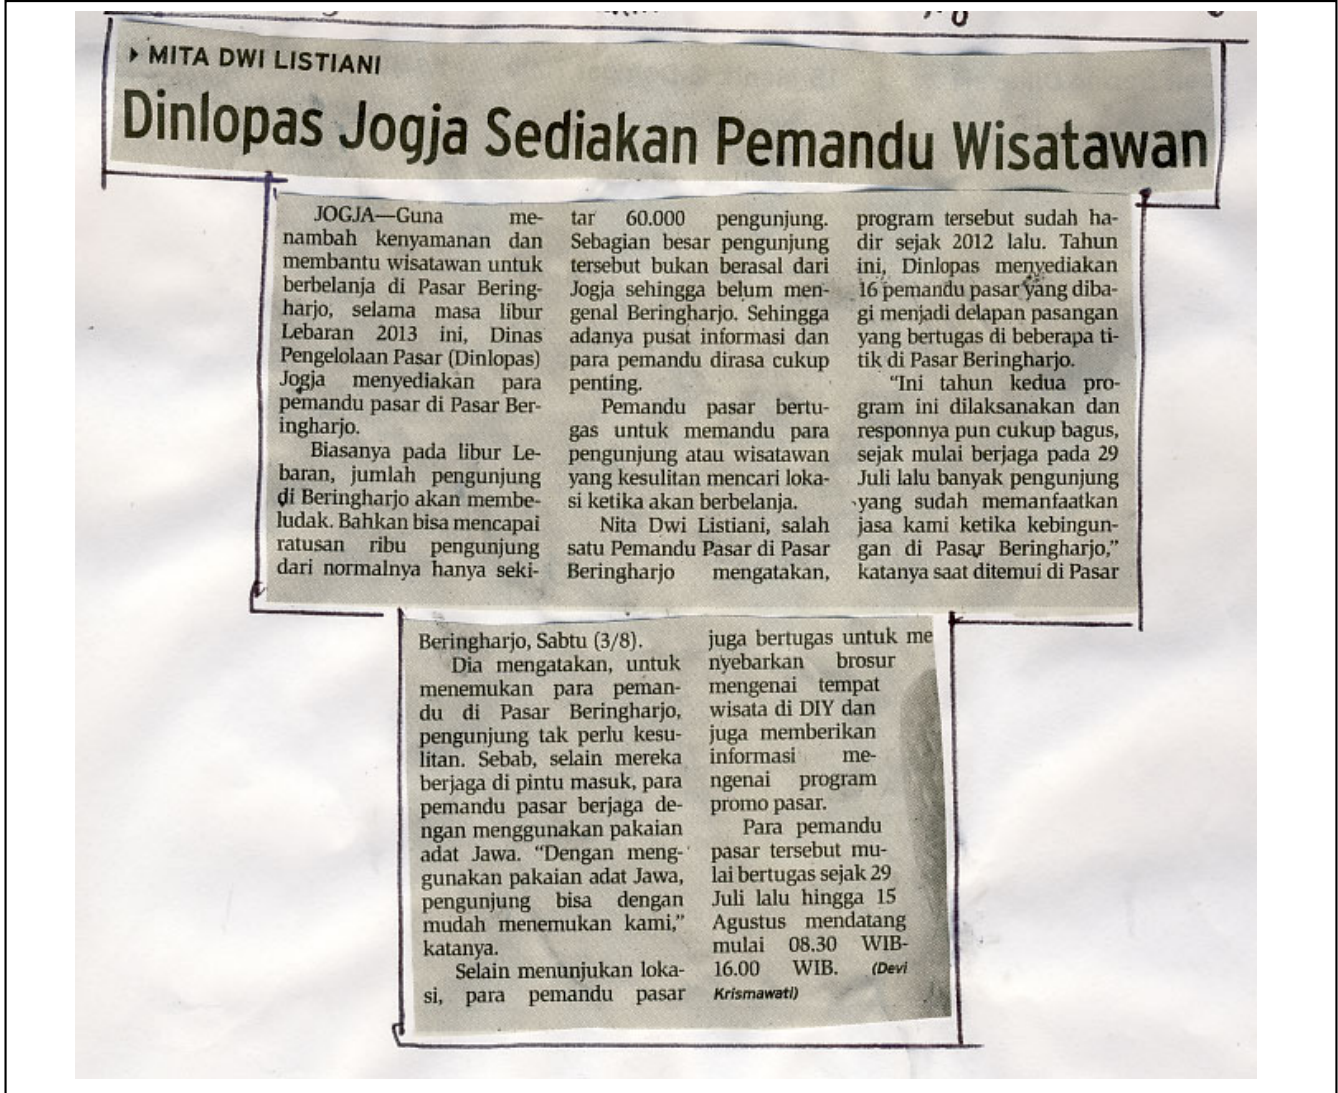 MITA DWI LISTIANI
Dinlopas Jogja Sediakan Pemandu Wisatawan
JOGJA—Guna me-
nambah kenyamanan dan
membantu wisatawan untuk
berbelanja di Pasar Bering-
harjo, selama masa libur
Lebaran 2013 ini, Dinas
Pengelolaan Pasar (Dinlopas)
Jogja menyediakan para
pemandu pasar di Pasar Ber-
ingharjo.
Biasanya pada libur Le-
baran, jumlah pengunjung
di Beringharjo akan membe-
ludak. Bahkan bisa mencapai
ratusan ribu pengunjung
dari normalnya hanya seki-
tar 60.000 pengunjung.
Sebagian besar pengunjung
tersebut bukan berasal dari
Jogja sehingga belum men-
genal Beringharjo. Sehingga
adanya pusat informasi dan
para pemandu dirasa cukup
penting.
Pemandu pasar bertu-
gas untuk memandu para
pengunjung atau wisatawan
yang kesulitan mencari loka-
si ketika akan berbelanja.
Nita Dwi Listiani, salah
satu Pemandu Pasar di Pasar
Beringharjo mengatakan,
program tersebut sudah ha-
dir sejak 2012 lalu. Tahun
ini, Dinlopas menyediakan
16 pemandu pasar yang diba-
gi menjadi delapan pasangan
yang bertugas di beberapa ti-
tik di Pasar Beringharjo.
"Ini tahun kedua pro-
gram ini dilaksanakan dan
responnya pun cukup bagus,
sejak mulai berjaga pada 29
Juli lalu banyak pengunjung
yang sudah memanfaatkan
jasa kami ketika kebingun-
gan di Pasar Beringharjo,"
katanya saat ditemui di Pasar
Beringharjo, Sabtu (3/8).
Dia mengatakan, untuk
menemukan para peman-
du di Pasar Beringharjo,
pengunjung tak perlu kesu-
litan. Sebab, selain mereka
berjaga di pintu masuk, para
pemandu pasar berjaga de-
ngan menggunakan pakaian
adat Jawa. "Dengan meng-
gunakan pakaian adat Jawa,
pengunjung bisa dengan
mudah menemukan kami,"
katanya.
Selain menunjukan loka-
si, para pemandu pasar
juga bertugas untuk me
nyebarkan brosur
mengenai tempat
wisata di DIY dan
juga memberikan
informasi me-
ngenai program
promo pasar.
Para pemandu
pasar tersebut mu-
lai bertugas sejak 29
Juli lalu hingga 15
Agustus mendatang
mulai 08.30 WIB-
16.00 WIB. (Devi
Krismawati)